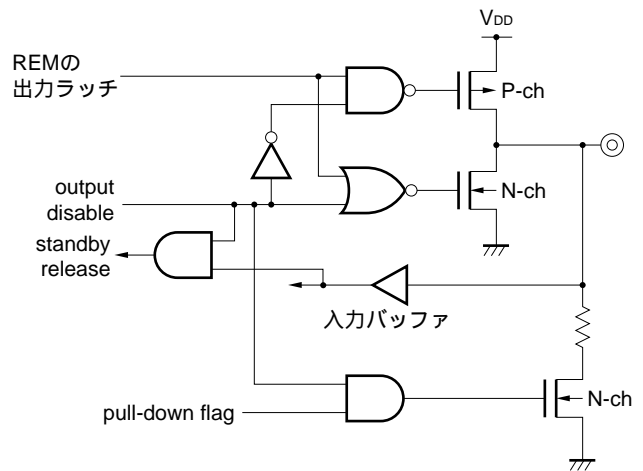 VDD
REMの
出力ラッチ
P-ch
output
disable
N-ch
standby
release
入力バッファ
pull-down flag
N-ch